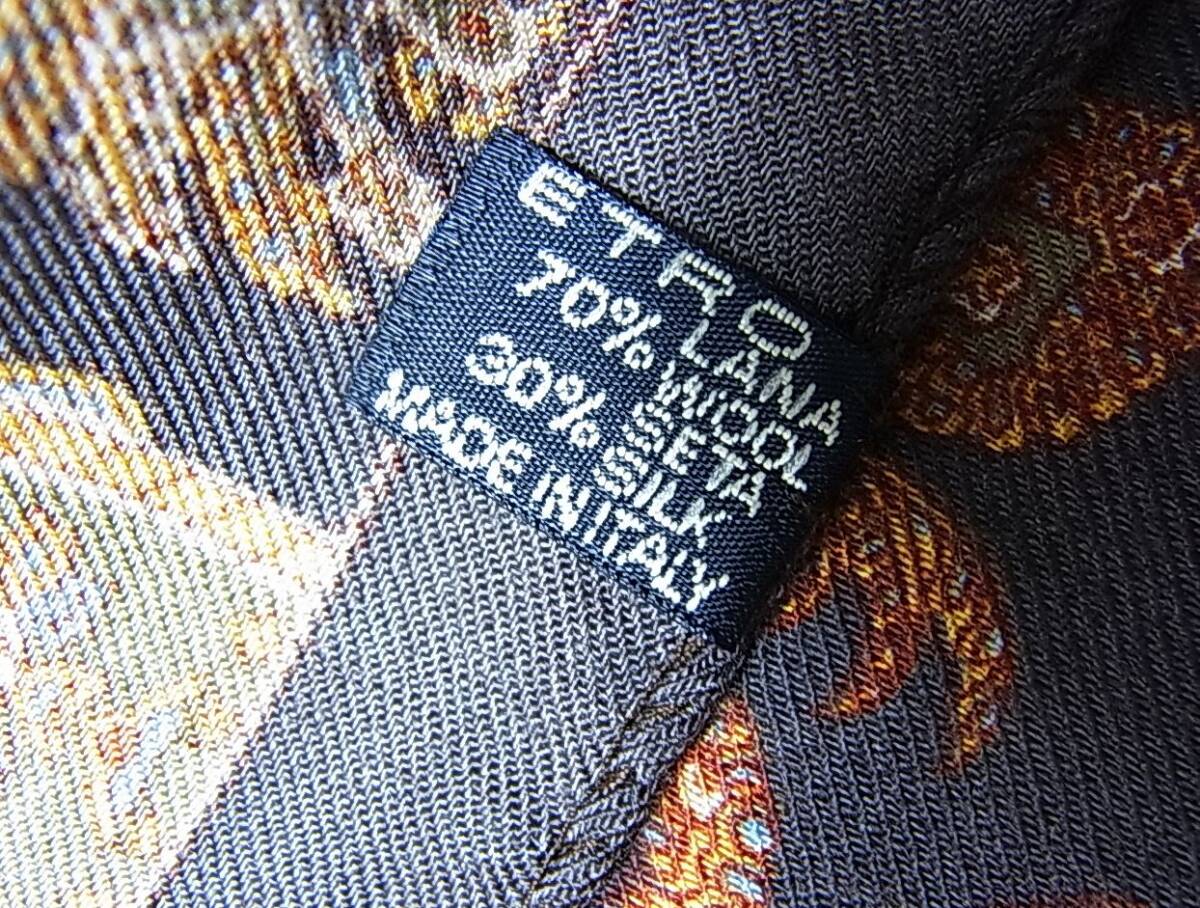 ETRO
70% LANA
WOOL
30% SETA
SILK
MADE IN ITALY